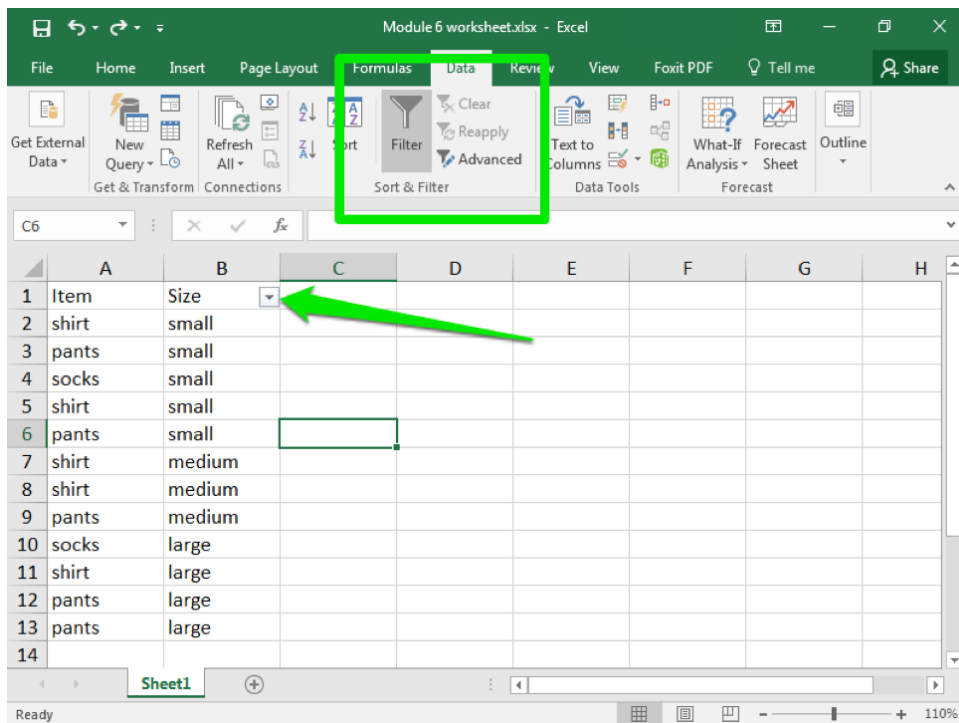 Module 6 worksheet.xlsx - Excel
File Home Insert Page Layout Formulas Data Review View Foxit PDF Tell me Share
Get External Data
New Query
Refresh All
Sort
Filter
Clear
Reapply
Advanced
Text to Columns
What-If Analysis
Forecast Sheet
Outline
Get & Transform Connections Sort & Filter Data Tools Forecast
C6 fx
A B C D E F G H
1 Item Size
2 shirt small
3 pants small
4 socks small
5 shirt small
6 pants small
7 shirt medium
8 shirt medium
9 pants medium
10 socks large
11 shirt large
12 pants large
13 pants large
14
Sheet1
Ready 110%